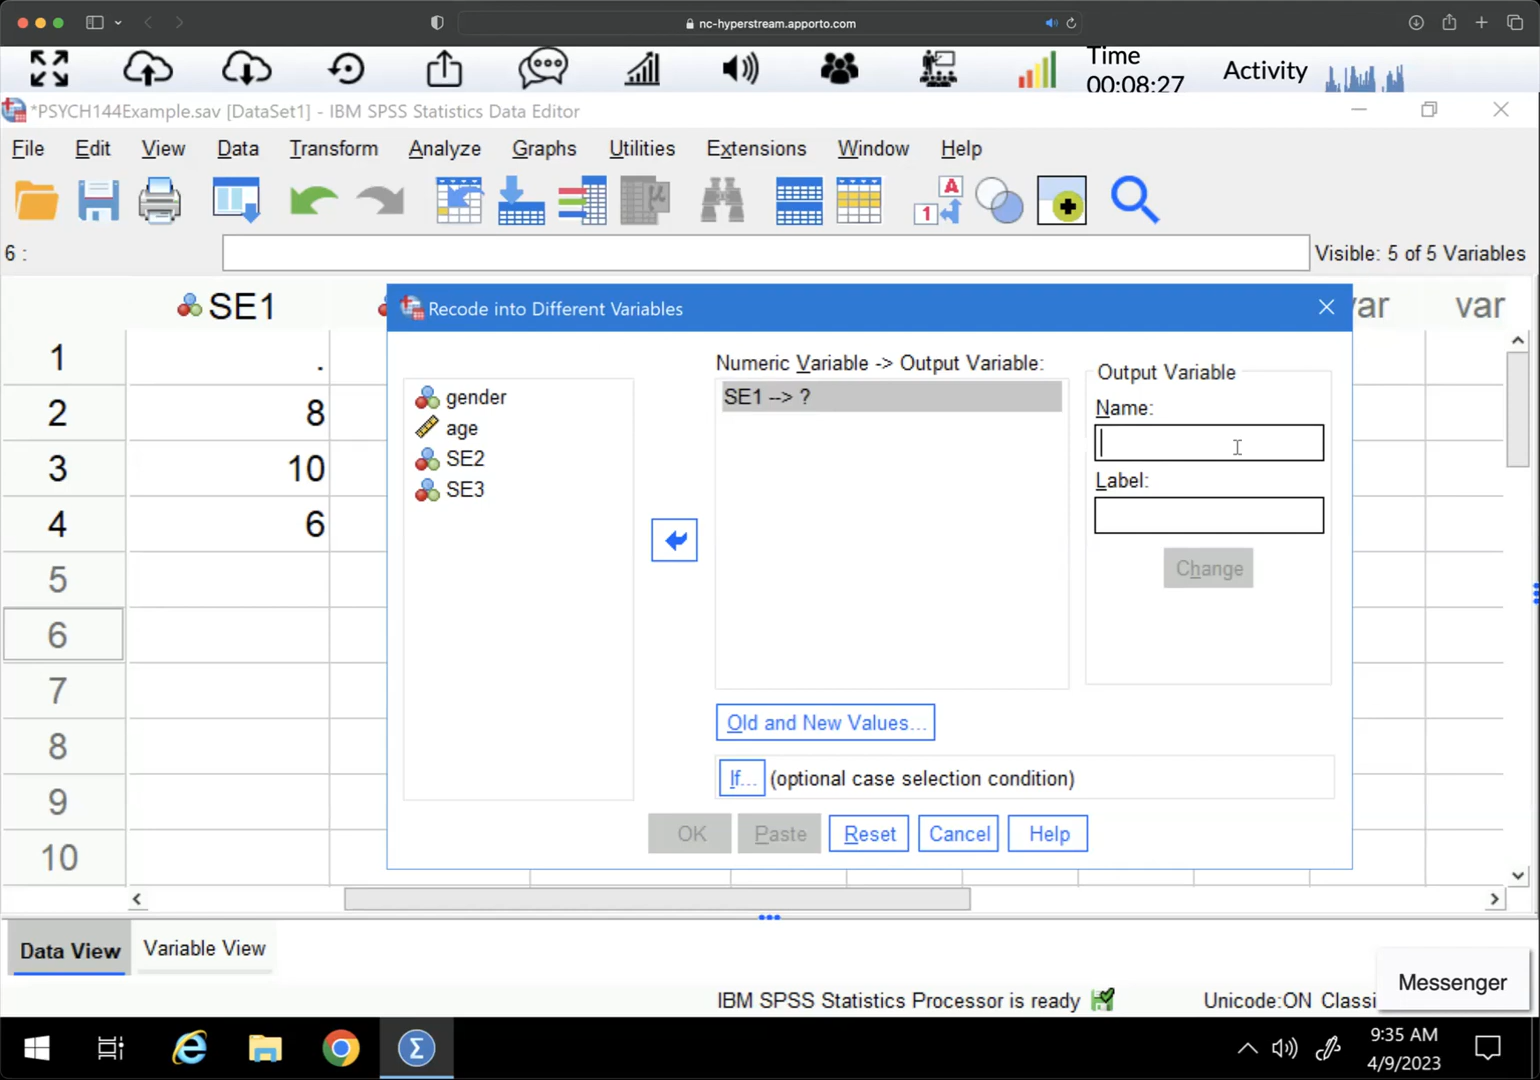 nc-hyperstream.apporto.com
Time
00:08:27
Activity
*PSYCH144Example.sav [DataSet1] - IBM SPSS Statistics Data Editor
File Edit View Data Transform Analyze Graphs Utilities Extensions Window Help
A
1
6 :
Visible: 5 of 5 Variables
SE1
var
var
1 .
2 8
3 10
4 6
5
6
7
8
9
10
Recode into Different Variables
gender
age
SE2
SE3
Numeric Variable -> Output Variable:
SE1 --> ?
Output Variable
Name:
Label:
Change
Old and New Values...
If... (optional case selection condition)
OK Paste Reset Cancel Help
Data View Variable View
Messenger
IBM SPSS Statistics Processor is ready
Unicode:ON Classi
9:35 AM
4/9/2023